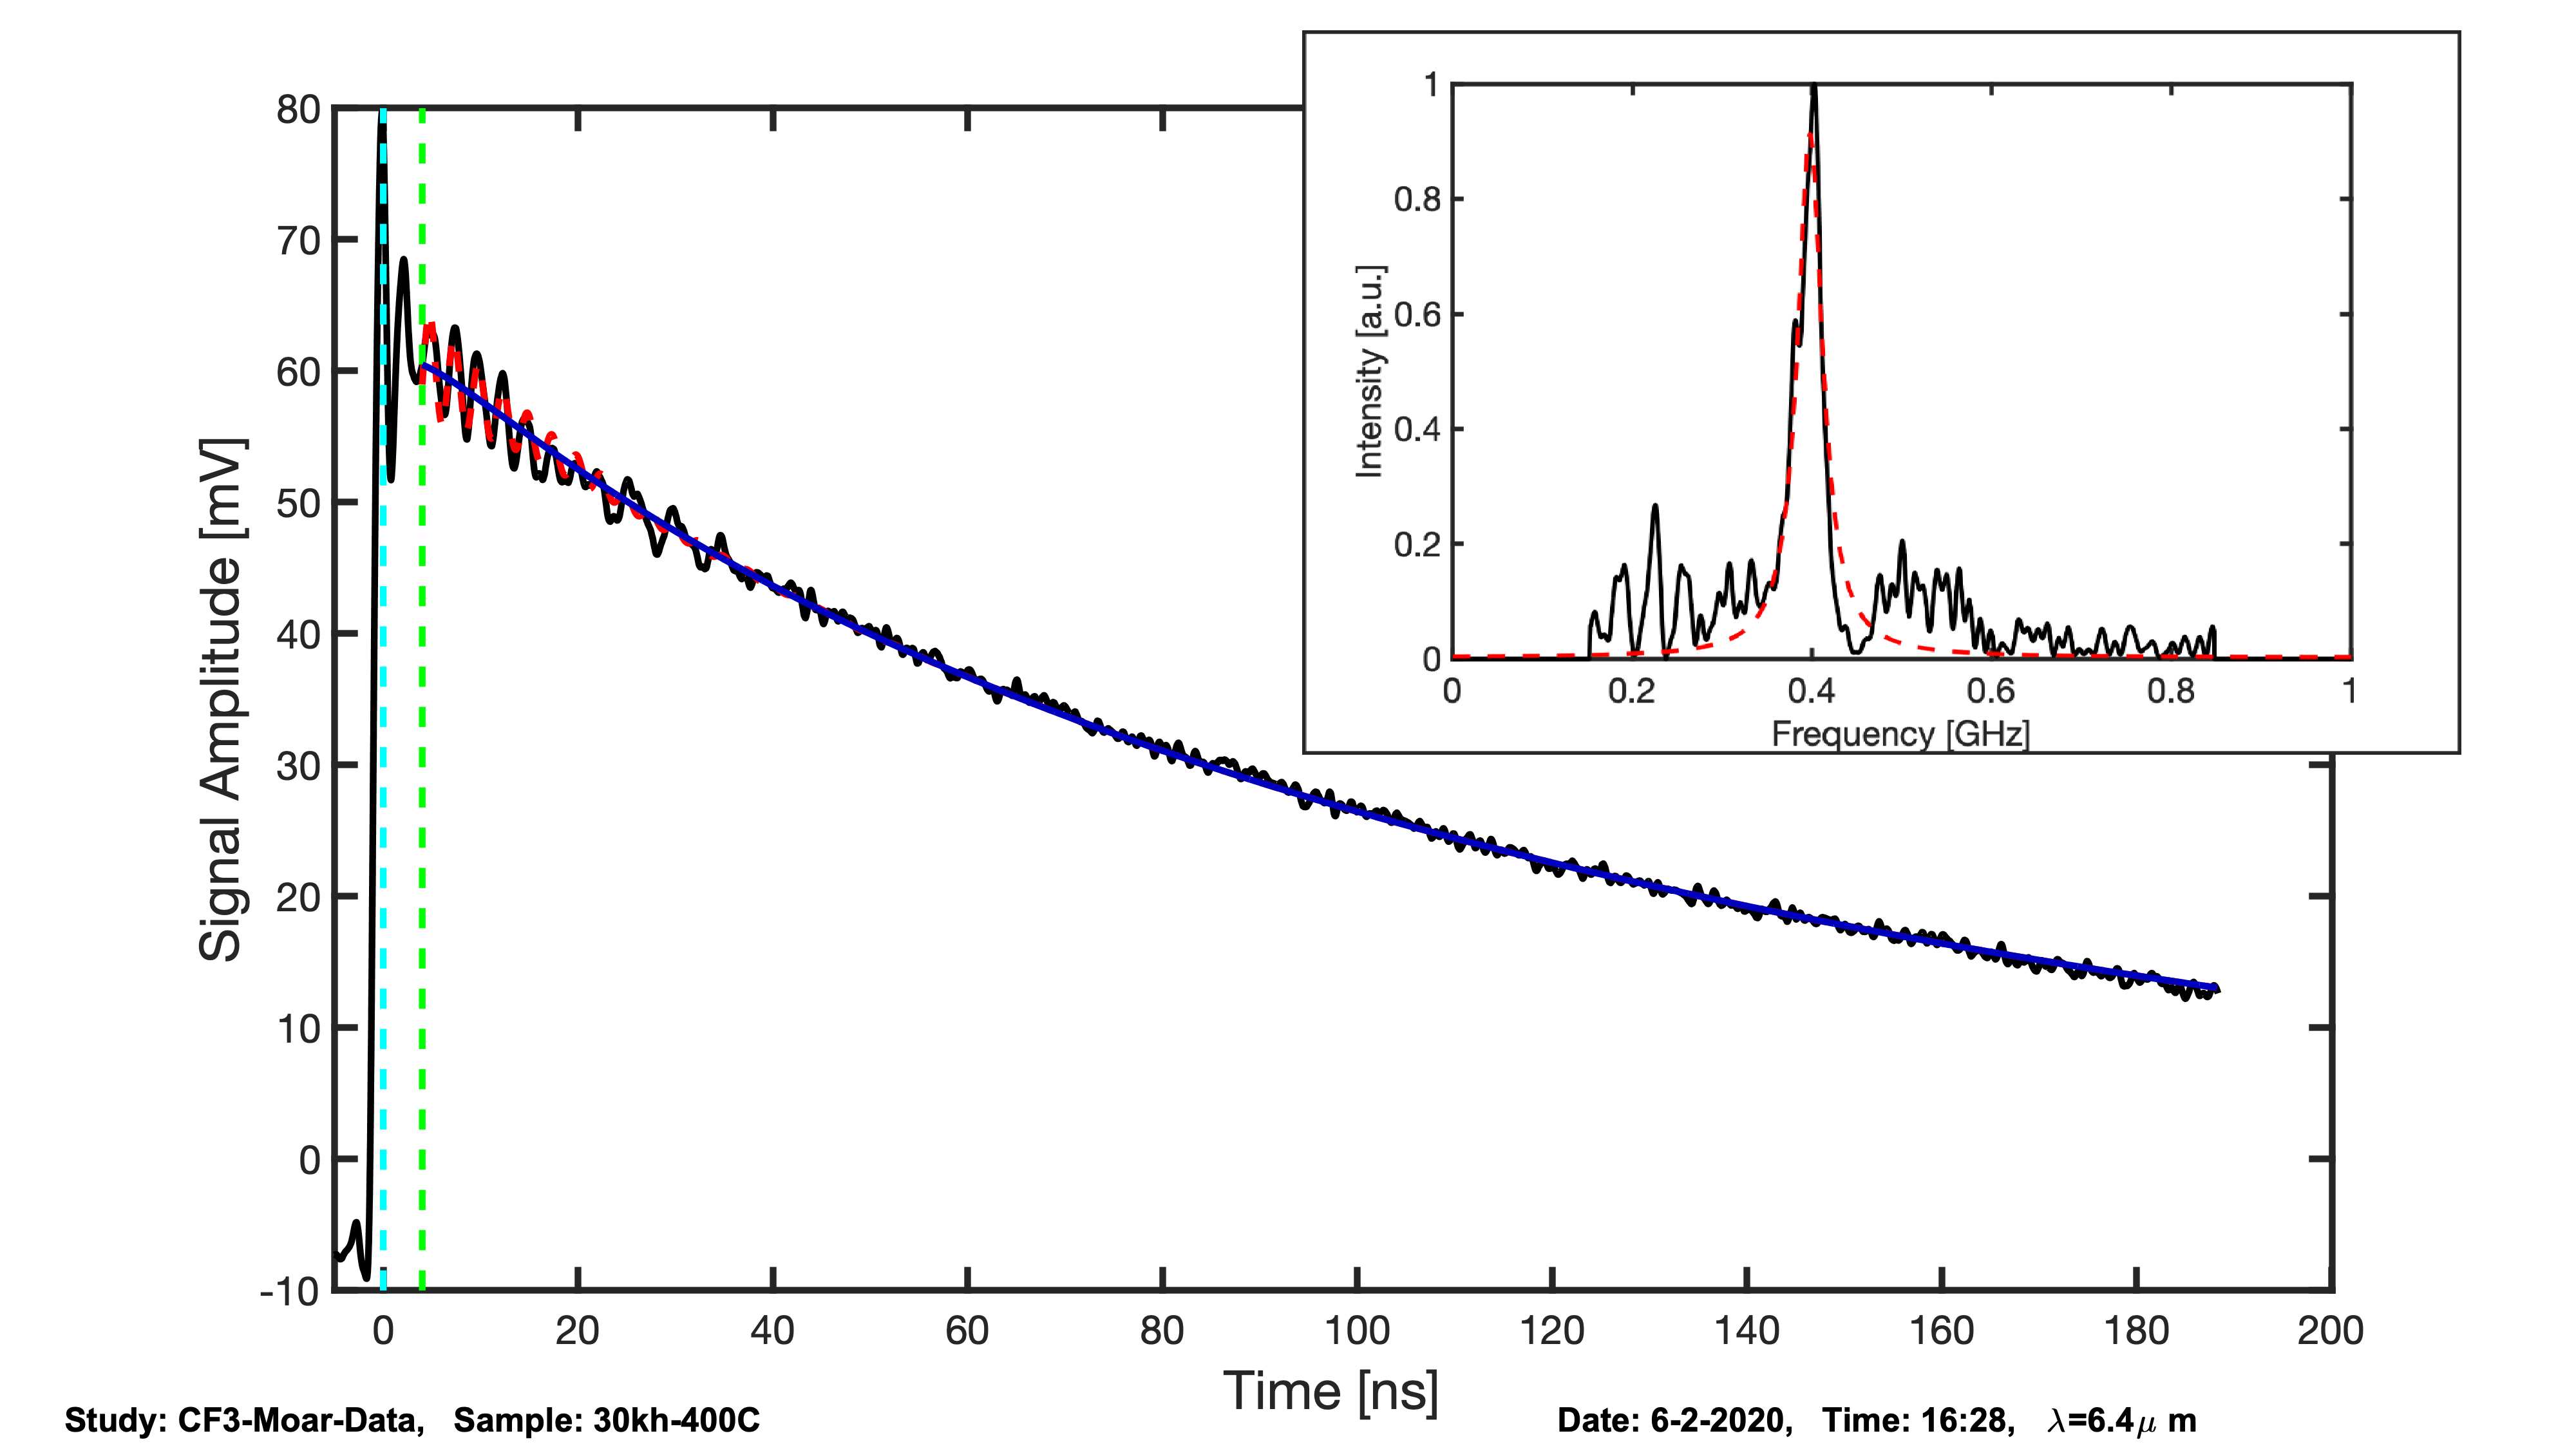 1
0.8
0.6
0.4
0.2
0
0 0.2 0.4 0.6 0.8 1
Intensity [a.u.]
Frequency [GHz]
80
70
60
50
40
30
20
10
0
-10
Signal Amplitude [mV]
0 20 40 60 80 100 120 140 160 180 200
Time [ns]
Study: CF3-Moar-Data, Sample: 30kh-400C
Date: 6-2-2020, Time: 16:28, λ=6.4μ m